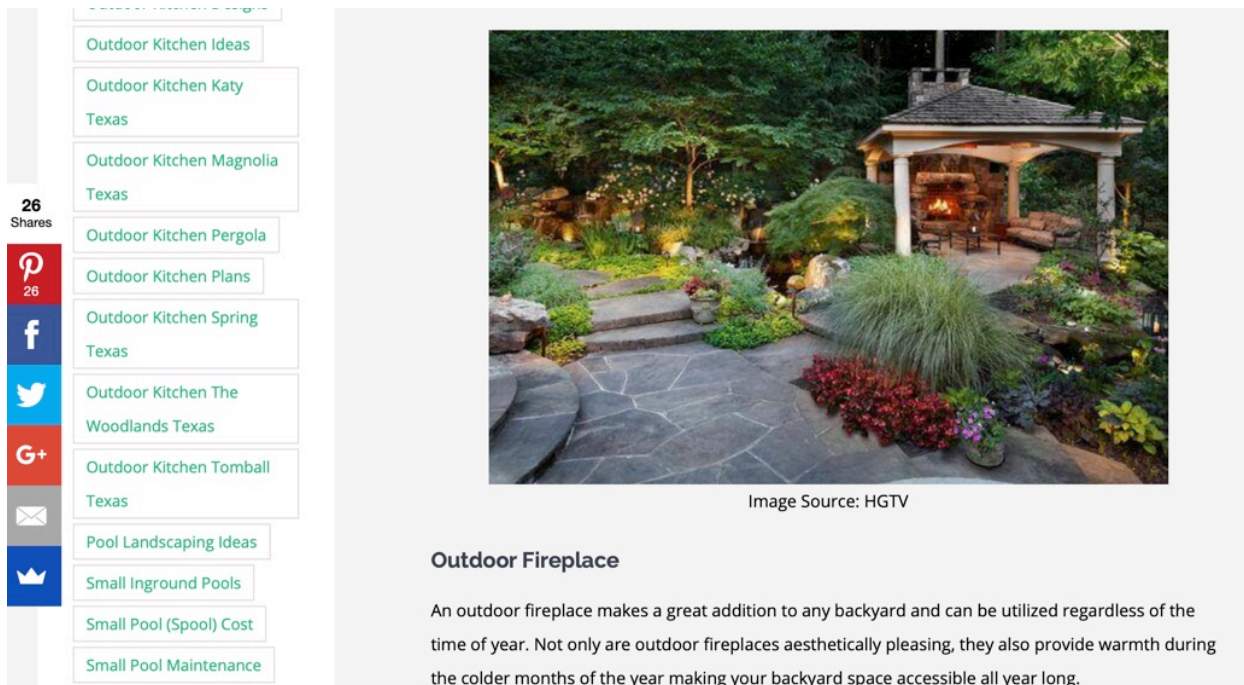 Outdoor Kitchen Designs
Outdoor Kitchen Ideas
Outdoor Kitchen Katy
Texas
Outdoor Kitchen Magnolia
Texas
Outdoor Kitchen Pergola
Outdoor Kitchen Plans
Outdoor Kitchen Spring
Texas
Outdoor Kitchen The
Woodlands Texas
Outdoor Kitchen Tomball
Texas
Pool Landscaping Ideas
Small Inground Pools
Small Pool (Spool) Cost
Small Pool Maintenance
26
Shares
26
f
G+
Image Source: HGTV
Outdoor Fireplace
An outdoor fireplace makes a great addition to any backyard and can be utilized regardless of the
time of year. Not only are outdoor fireplaces aesthetically pleasing, they also provide warmth during
the colder months of the year making your backyard space accessible all year long.